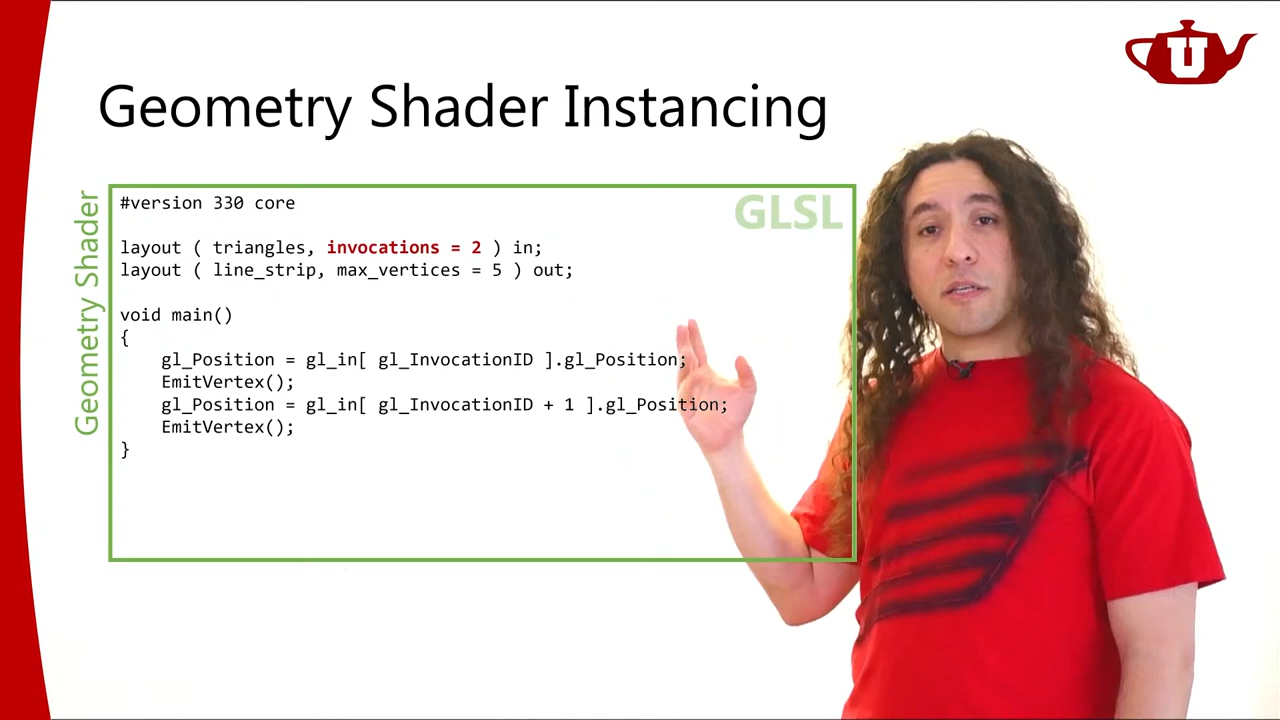 U
Geometry Shader Instancing
Geometry Shader
GLSL
#version 330 core
layout ( triangles, invocations = 2 ) in;
layout ( line_strip, max_vertices = 5 ) out;
void main()
{
gl_Position = gl_in[ gl_InvocationID ].gl_Position;
EmitVertex();
gl_Position = gl_in[ gl_InvocationID + 1 ].gl_Position;
EmitVertex();
}